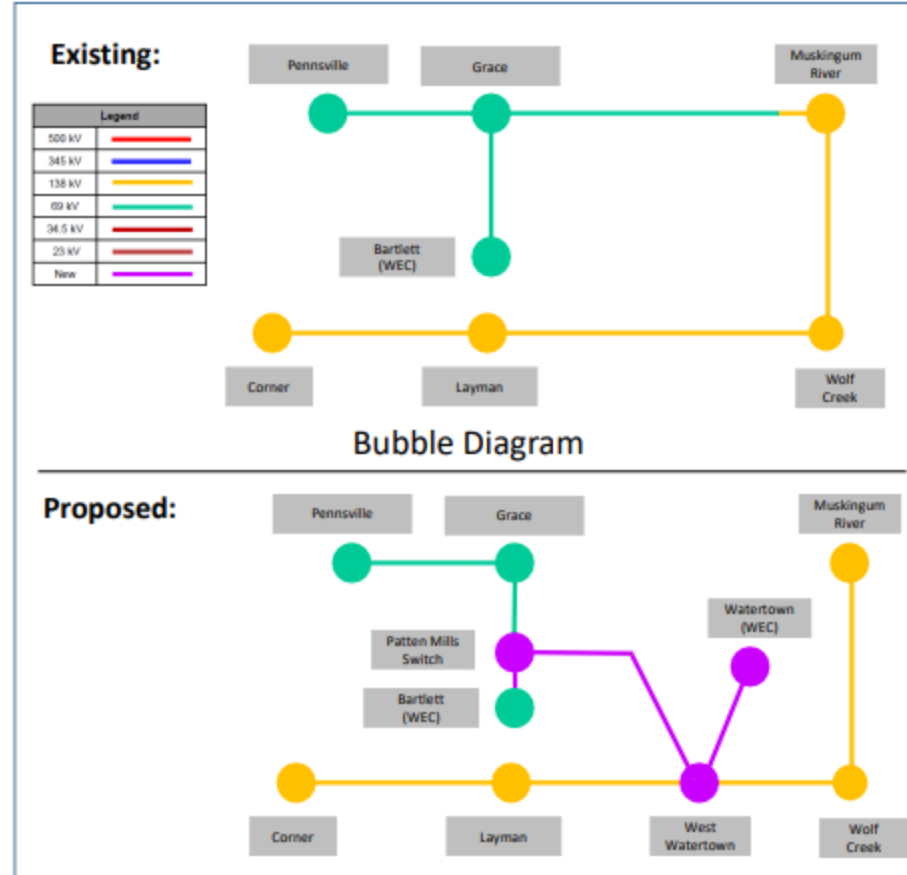 Existing:
Pennsville
Grace
Muskingum
River
Legend
500 kV
345 kV
138 kV
69 kV
34.5 kV
23 kV
New
Bartlett
(WEC)
Corner
Layman
Wolf
Creek
Bubble Diagram
Proposed:
Pennsville
Grace
Muskingum
River
Watertown
(WEC)
Patten Mills
Switch
Bartlett
(WEC)
Corner
Layman
West
Watertown
Wolf
Creek